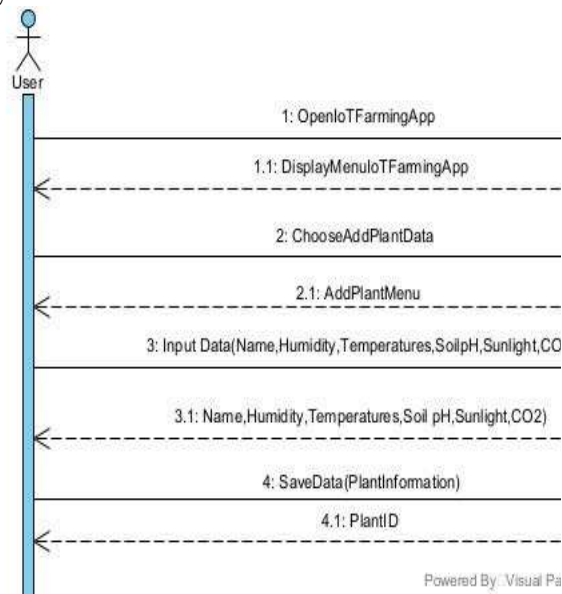 User
1: OpenIoTFarmingApp
1.1: DisplayMenuIoTFarmingApp
2: ChooseAddPlantData
2.1: AddPlantMenu
3: Input Data(Name,Humidity,Temperatures,SoilpH,Sunlight,CO
3.1: Name,Humidity,Temperatures,Soil pH,Sunlight,CO2)
4: SaveData(PlantInformation)
4.1: PlantID
Powered By Visual Pa